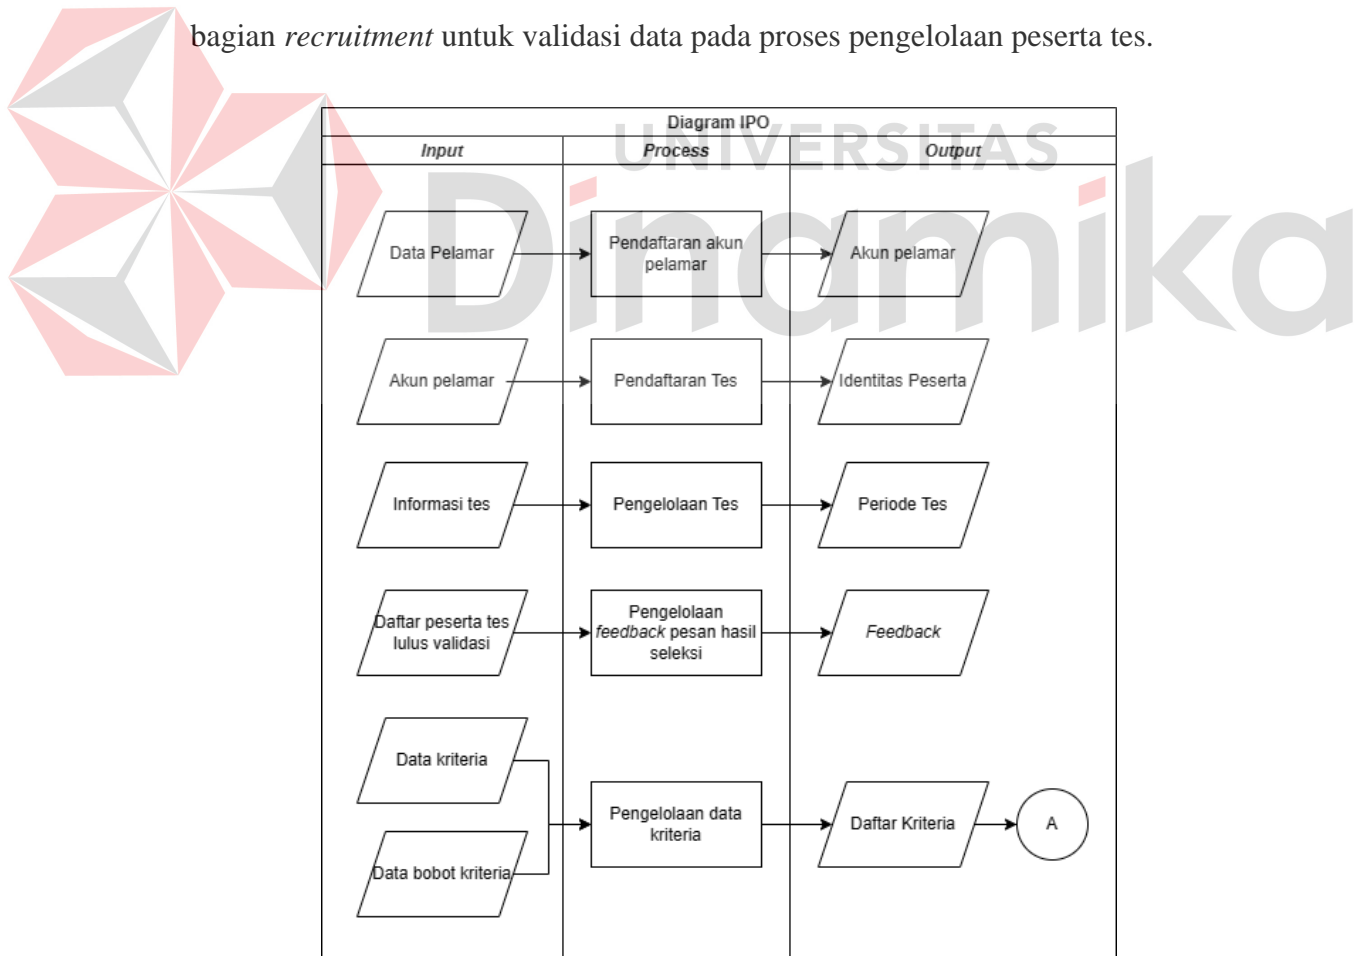 bagian recruitment untuk validasi data pada proses pengelolaan peserta tes.
UNIVERSITAS
Dinamika
Diagram IPO
Input
Process
Output
Data Pelamar
Pendaftaran akun
pelamar
Akun pelamar
Akun pelamar
Pendaftaran Tes
Identitas Peserta
Informasi tes
Pengelolaan Tes
Periode Tes
Daftar peserta tes
lulus validasi
Pengelolaan
feedback pesan hasil
seleksi
Feedback
Data kriteria
Data bobot kriteria
Pengelolaan data
kriteria
Daftar Kriteria
A